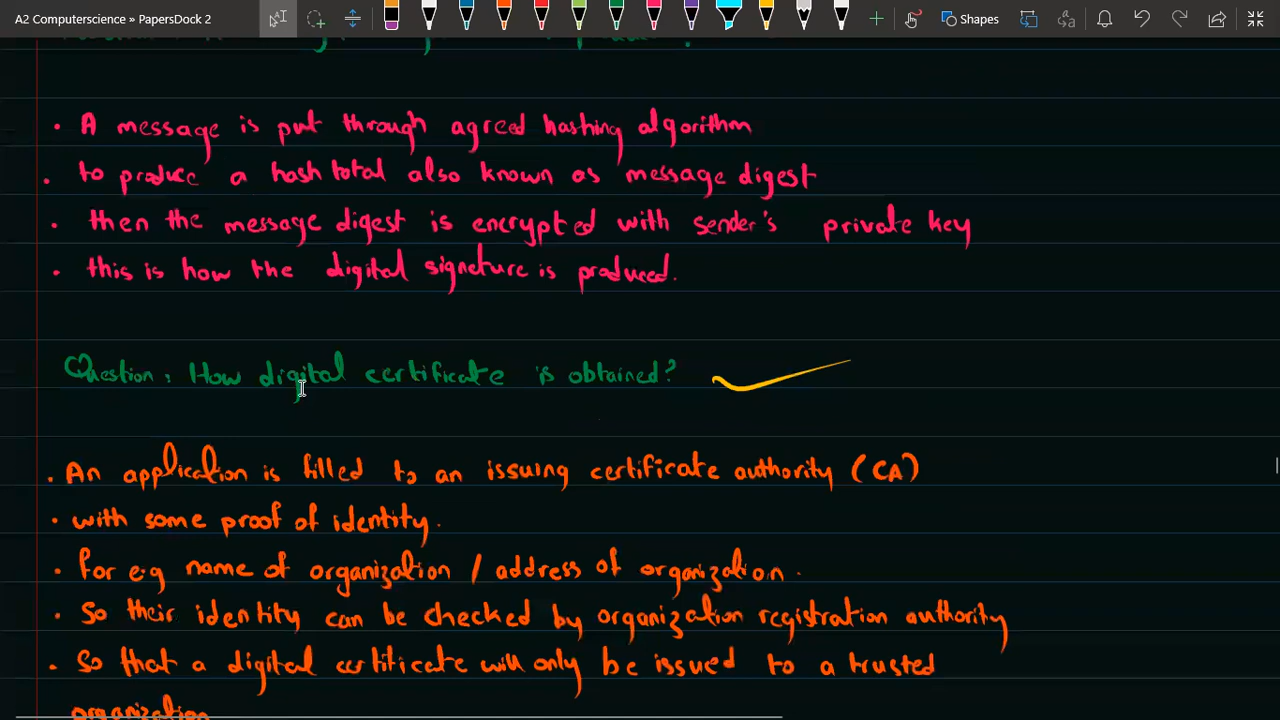 A2 Computerscience » PapersDock 2
Shapes
• A message is put through agreed hashing algorithm
• to produce a hash total also known as message digest
• then the message digest is encrypted with sender's private key
• this is how the digital signature is produced.
Question: How digital certificate is obtained?
• An application is filled to an issuing certificate authority (CA)
• with some proof of identity.
• for e.g name of organization / address of organization.
• So their identity can be checked by organization registration authority
• So that a digital certificate will only be issued to a trusted
organization